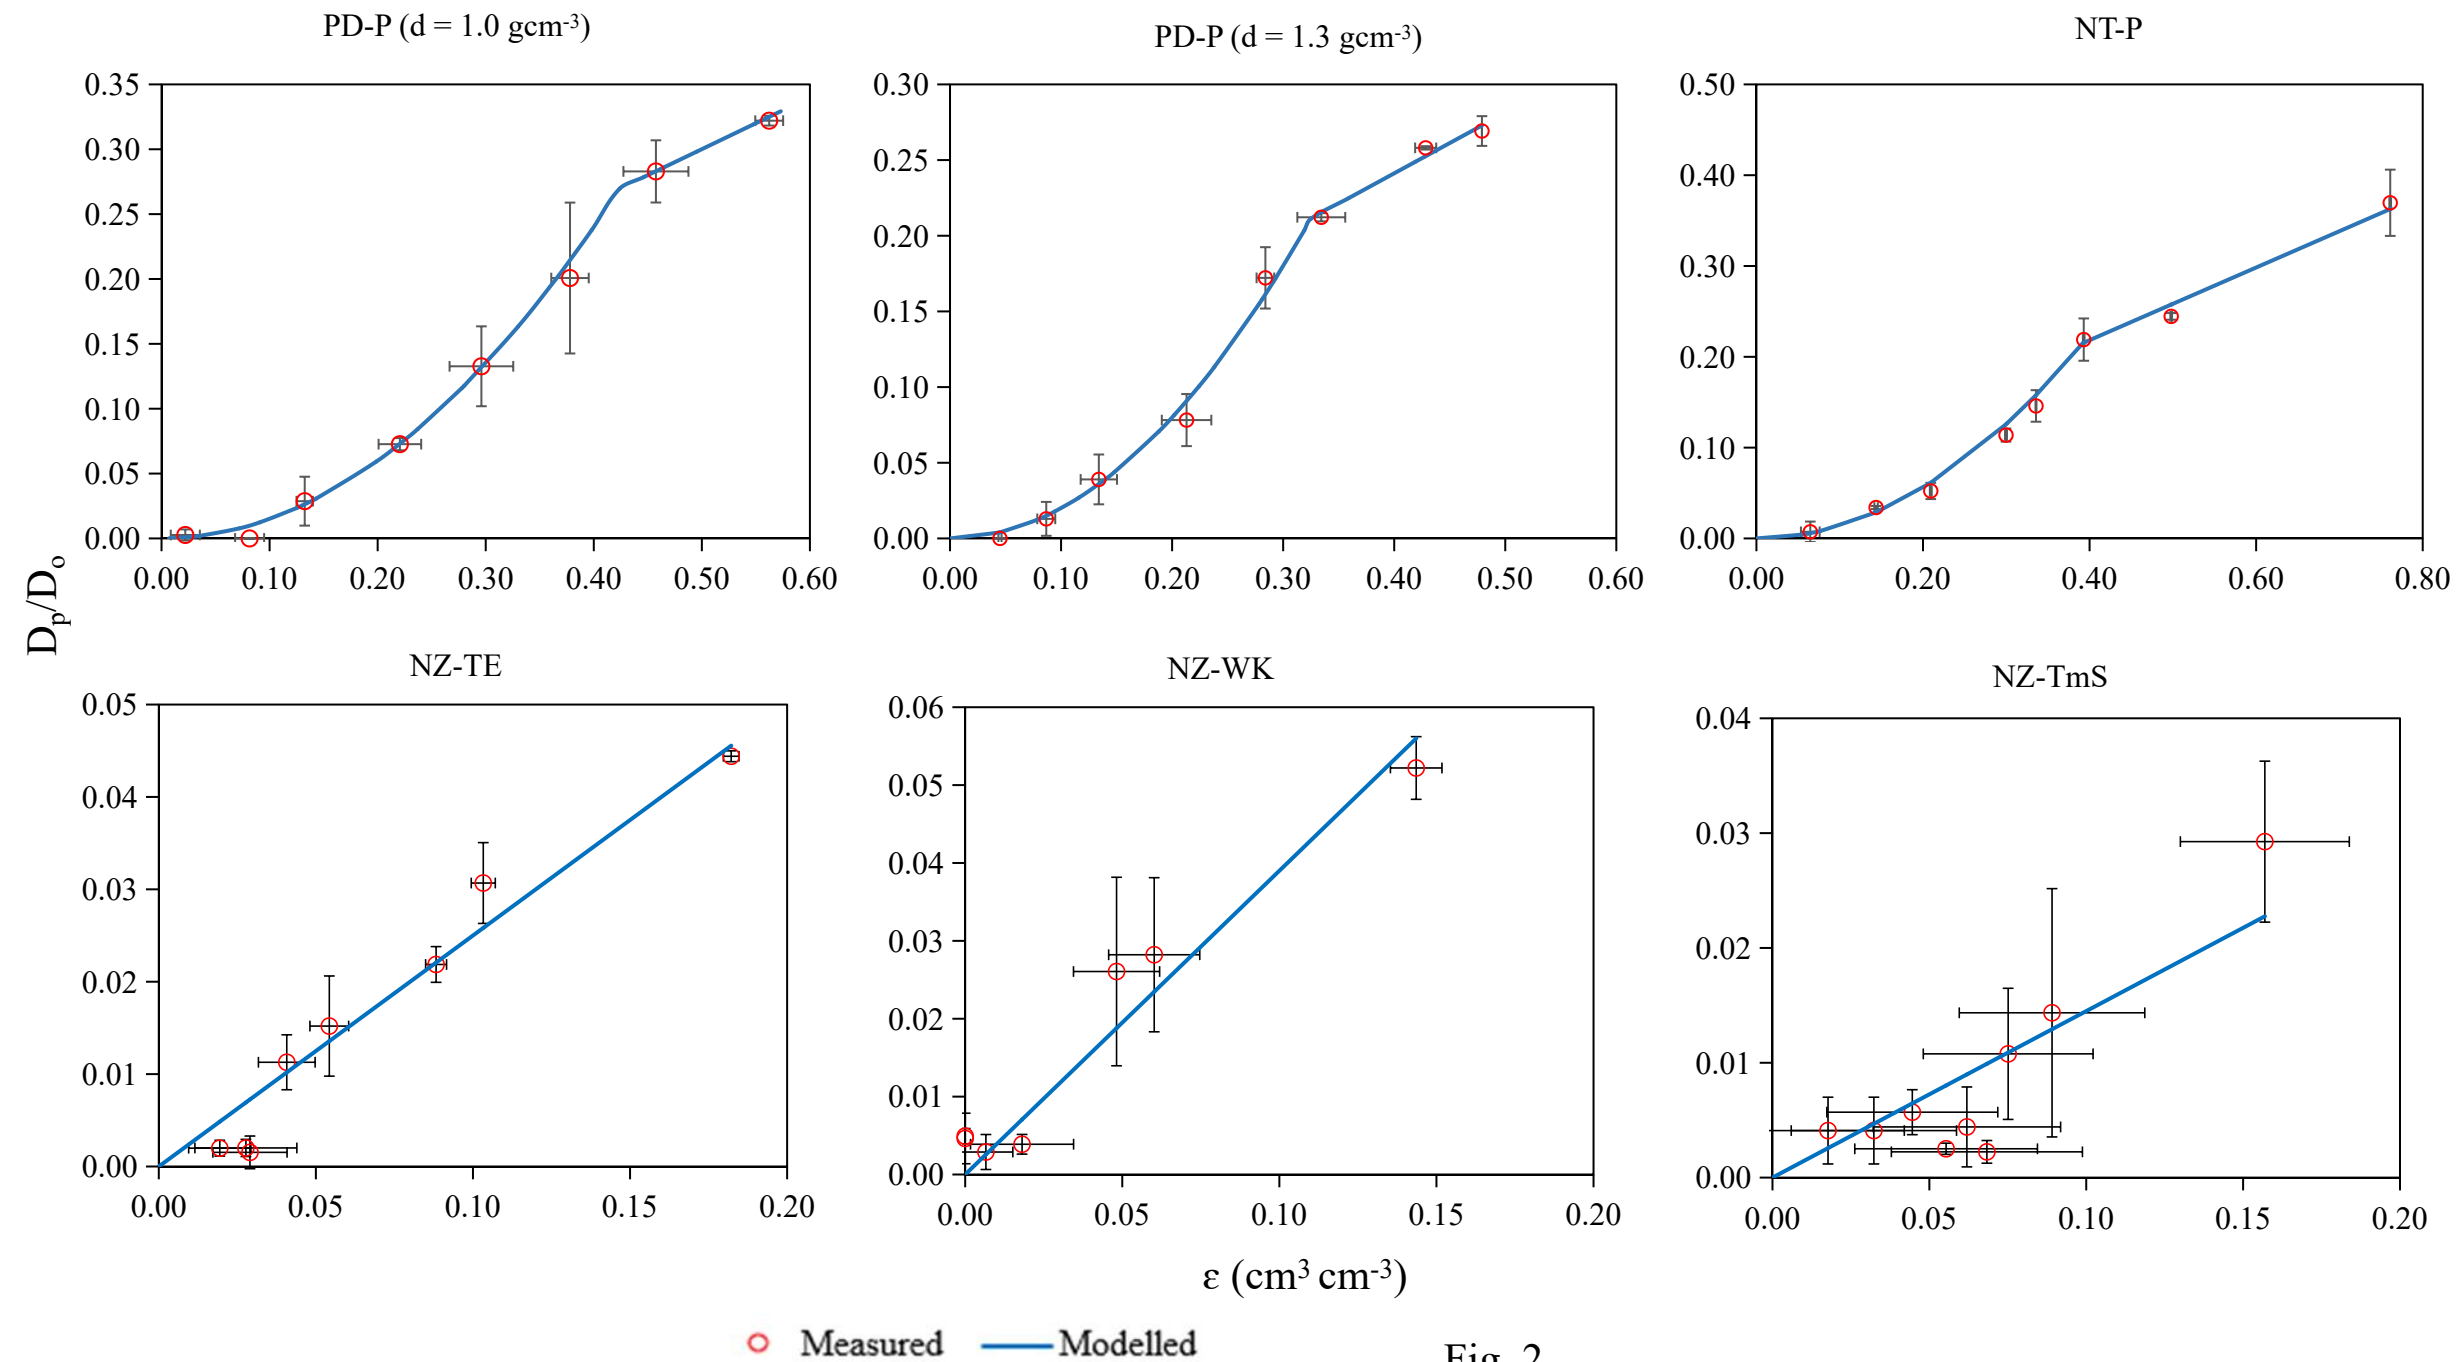 PD-P (d = 1.0 gcm-3)
PD-P (d = 1.3 gcm-3)
NT-P
0.35
0.30
0.25
0.20
0.15
0.10
0.05
0.00
0.00 0.10 0.20 0.30 0.40 0.50 0.60
0.30
0.25
0.20
0.15
0.10
0.05
0.00
0.00 0.10 0.20 0.30 0.40 0.50 0.60
0.50
0.40
0.30
0.20
0.10
0.00
0.00 0.20 0.40 0.60 0.80
Dp/Do
NZ-TE
NZ-WK
NZ-TmS
0.05
0.04
0.03
0.02
0.01
0.00
0.00 0.05 0.10 0.15 0.20
0.06
0.05
0.04
0.03
0.02
0.01
0.00
0.00 0.05 0.10 0.15 0.20
0.04
0.03
0.02
0.01
0.00
0.00 0.05 0.10 0.15 0.20
ε (cm3 cm-3)
Measured Modelled
Fig. 2